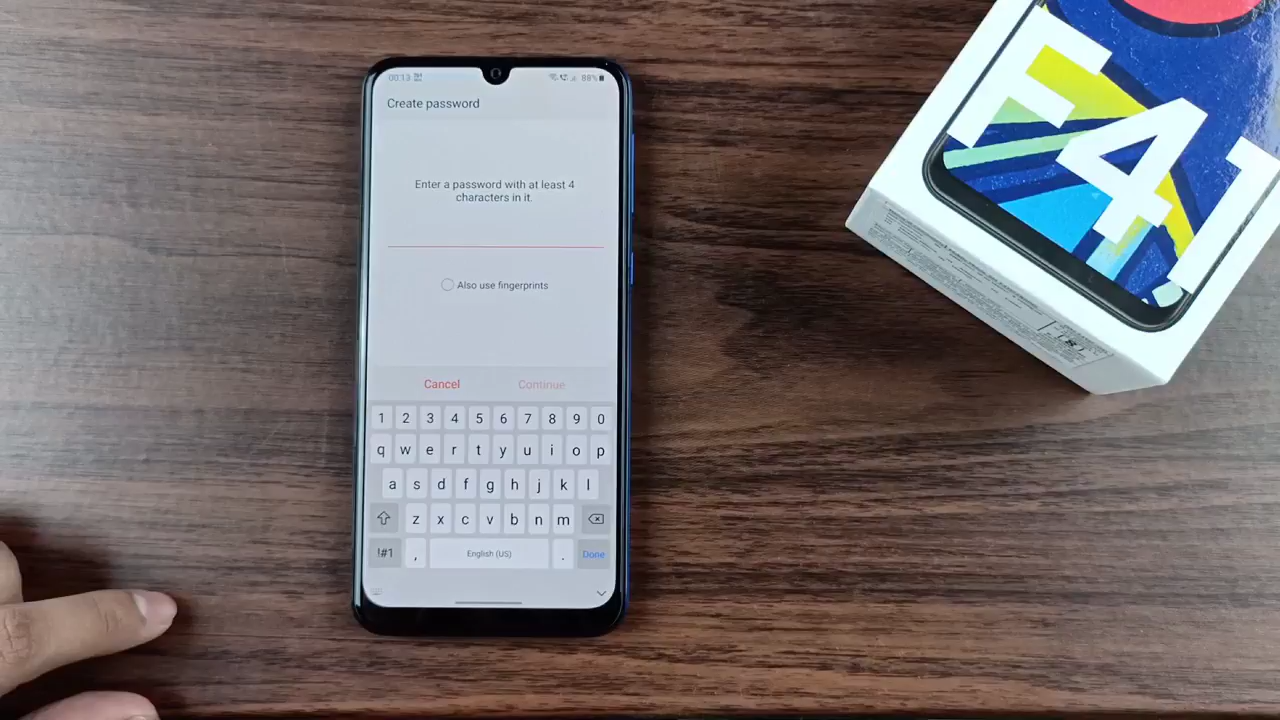 00:13
88%
Create password
Enter a password with at least 4
characters in it.
Also use fingerprints
Cancel
Continue
1 2 3 4 5 6 7 8 9 0
q w e r t y u i o p
a s d f g h j k l
z x c v b n m
!#1 , English (US) . Done
F41